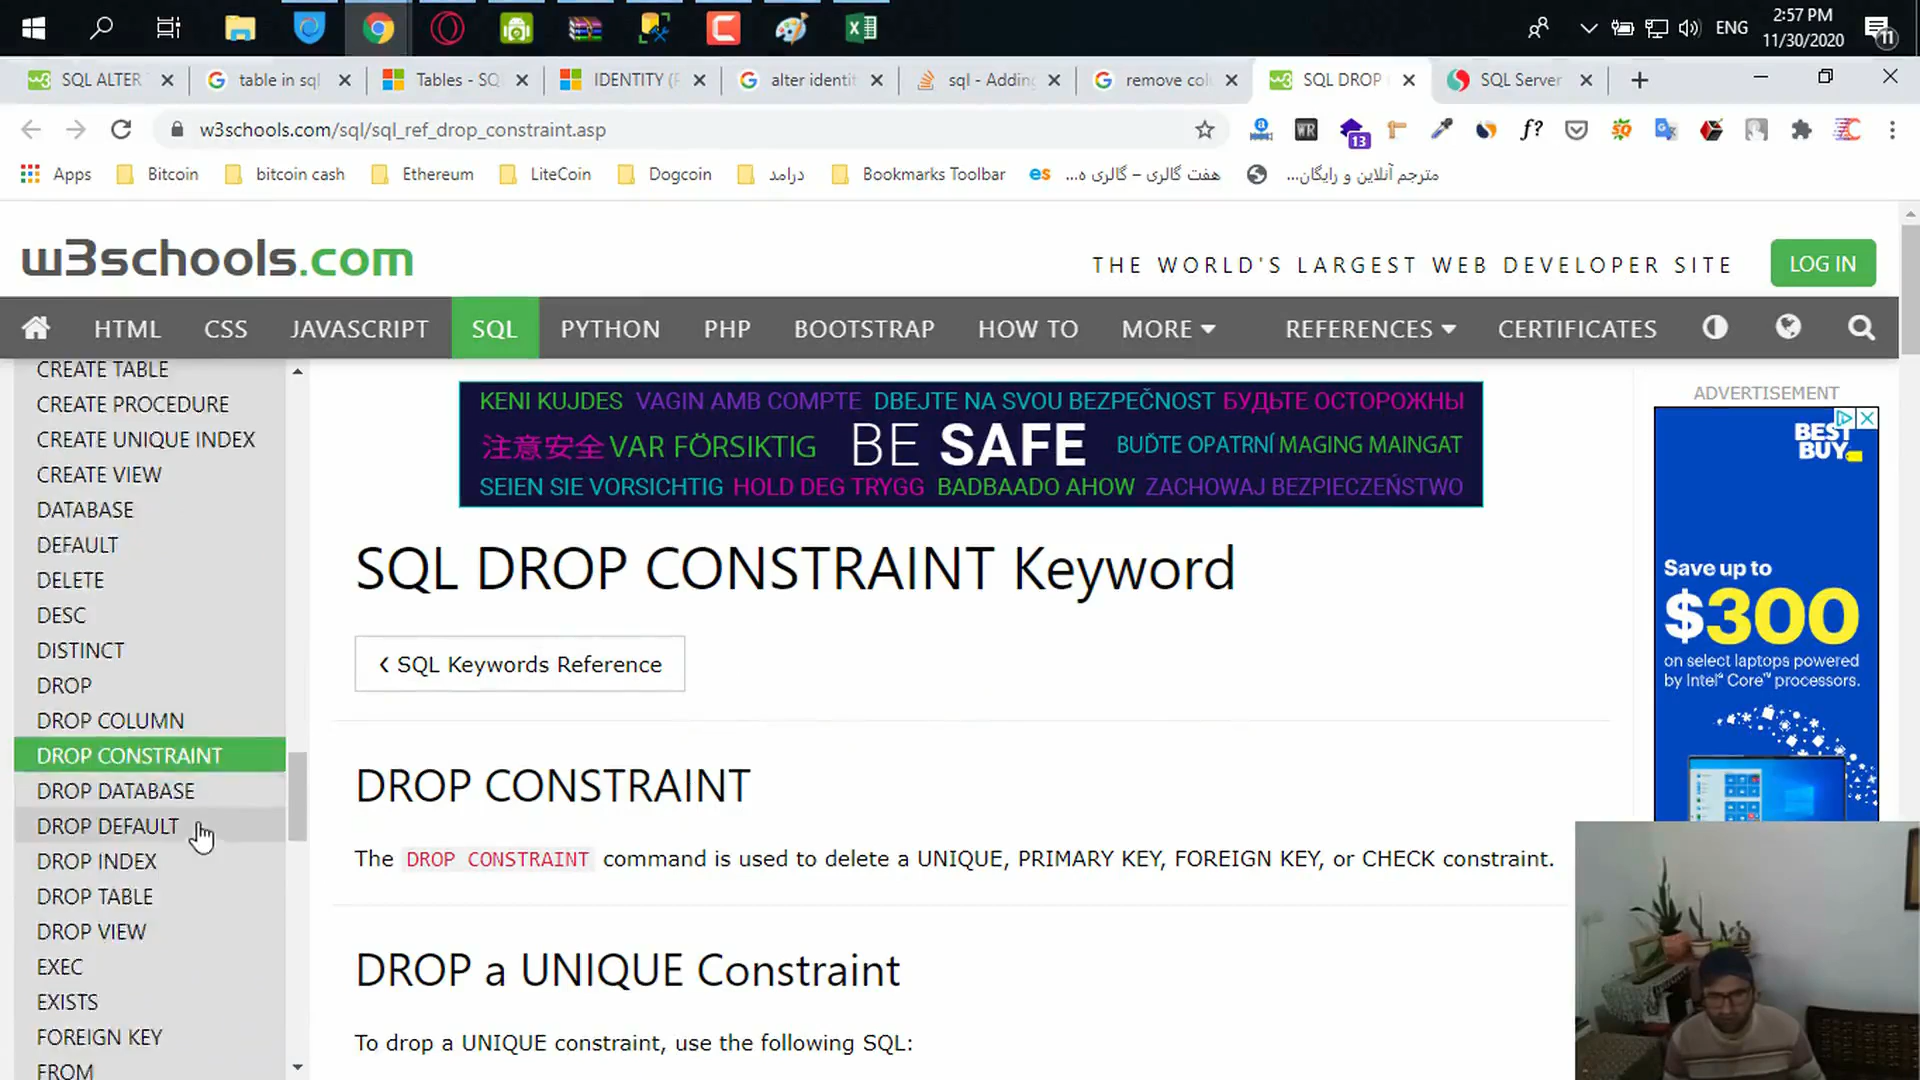 ENG
2:57 PM
11/30/2020
11
SQL ALTER
table in sql
Tables - SQ
IDENTITY (
alter identit
sql - Adding
remove col
SQL DROP
SQL Server
w3schools.com/sql/sql_ref_drop_constraint.asp
WR
13
f?
Apps
Bitcoin
bitcoin cash
Ethereum
LiteCoin
Dogcoin
درامد
Bookmarks Toolbar
es
هفت گالری – گالری ه...
مترجم آنلاین و رایگان...
w3schools.com
THE WORLD'S LARGEST WEB DEVELOPER SITE
LOG IN
HTML
CSS
JAVASCRIPT
SQL
PYTHON
PHP
BOOTSTRAP
HOW TO
MORE
REFERENCES
CERTIFICATES
CREATE TABLE
CREATE PROCEDURE
CREATE UNIQUE INDEX
CREATE VIEW
DATABASE
DEFAULT
DELETE
DESC
DISTINCT
DROP
DROP COLUMN
DROP CONSTRAINT
DROP DATABASE
DROP DEFAULT
DROP INDEX
DROP TABLE
DROP VIEW
EXEC
EXISTS
FOREIGN KEY
FROM
KENI KUJDES VAGIN AMB COMPTE DBEJTE NA SVOU BEZPEČNOST БУДЬТЕ ОСТОРОЖНЫ
注意安全 VAR FÖRSIKTIG BE SAFE BUĎTE OPATRNÍ MAGING MAINGAT
SEIEN SIE VORSICHTIG HOLD DEG TRYGG BADBAADO AHOW ZACHOWAJ BEZPIECZEŃSTWO
SQL DROP CONSTRAINT Keyword
❮ SQL Keywords Reference
DROP CONSTRAINT
The DROP CONSTRAINT command is used to delete a UNIQUE, PRIMARY KEY, FOREIGN KEY, or CHECK constraint.
DROP a UNIQUE Constraint
To drop a UNIQUE constraint, use the following SQL:
ADVERTISEMENT
BEST
BUY
Save up to
$300
on select laptops powered
by Intel® Core™ processors.